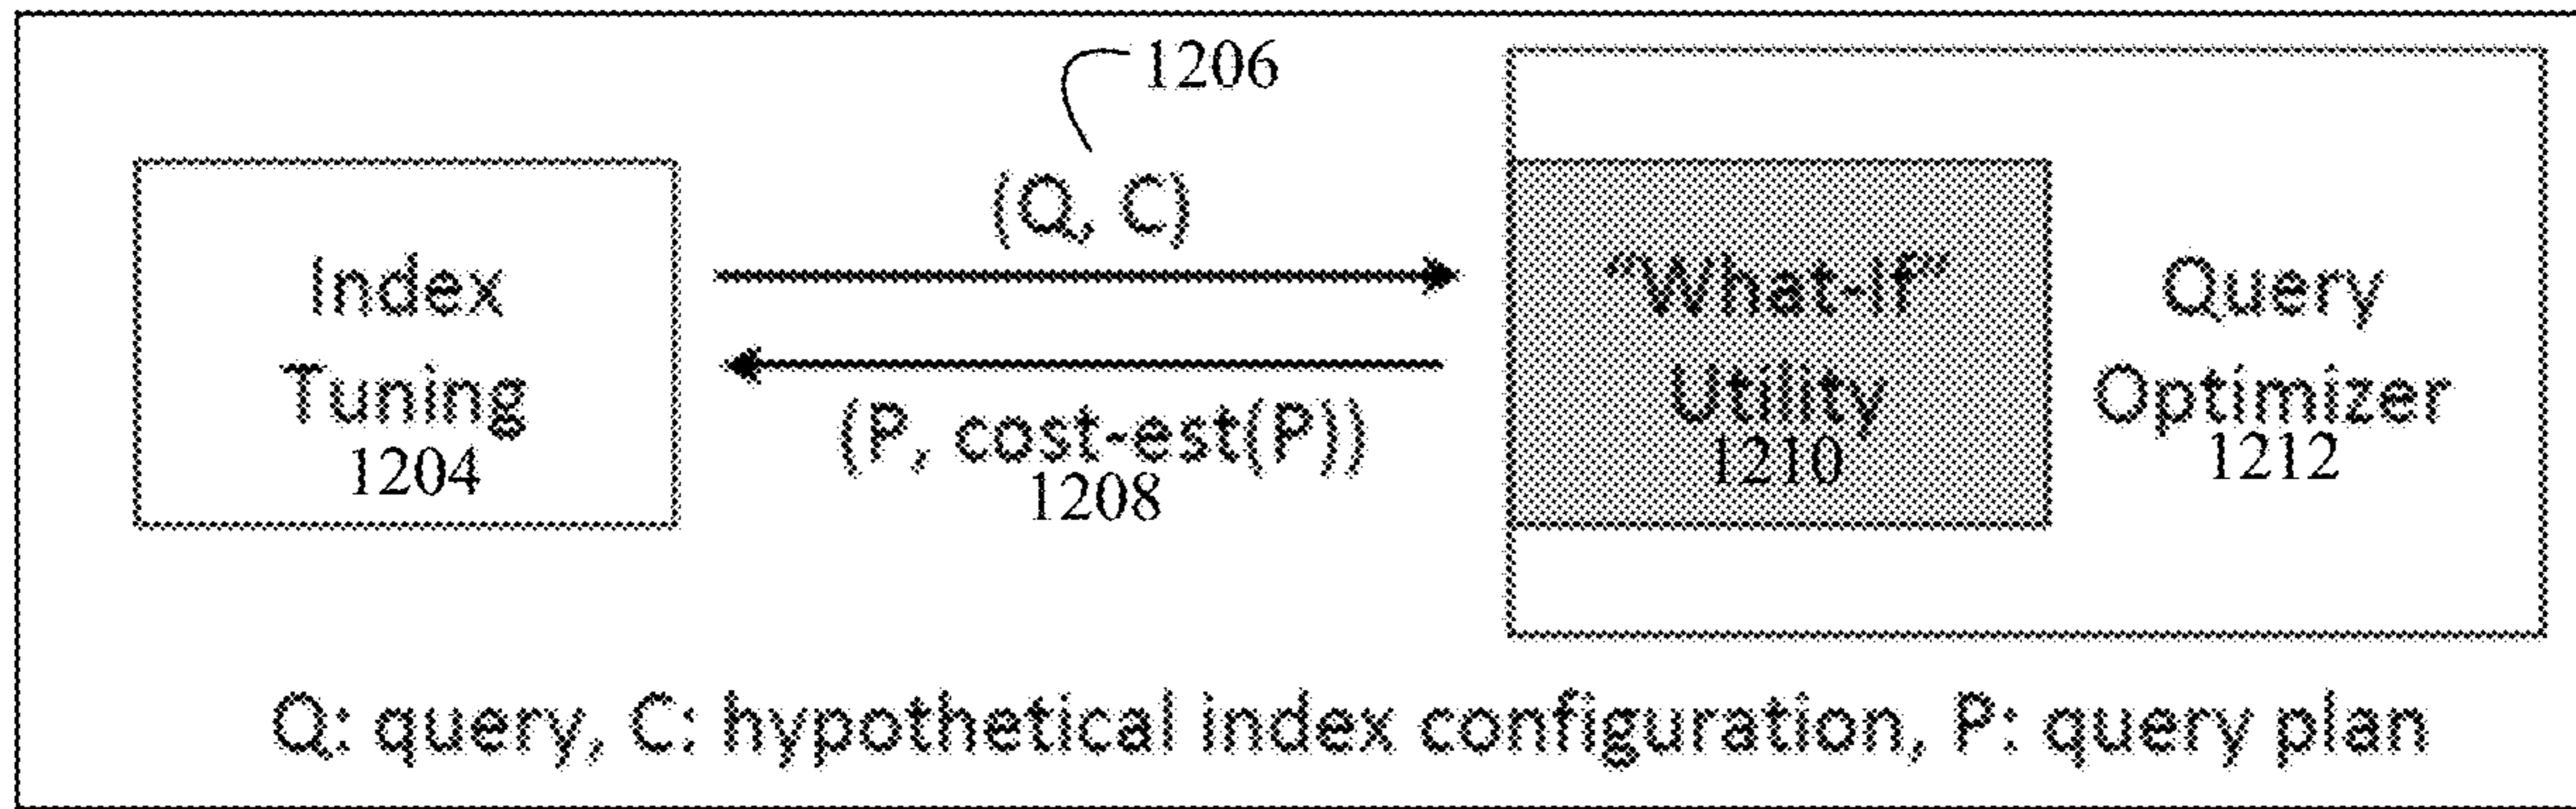 1206
(Q, C)
Index
Tuning
1204
(P, cost-est(P))
1208
“What-If”
Utility
1210
Query
Optimizer
1212
Q: query, C: hypothetical index configuration, P: query plan